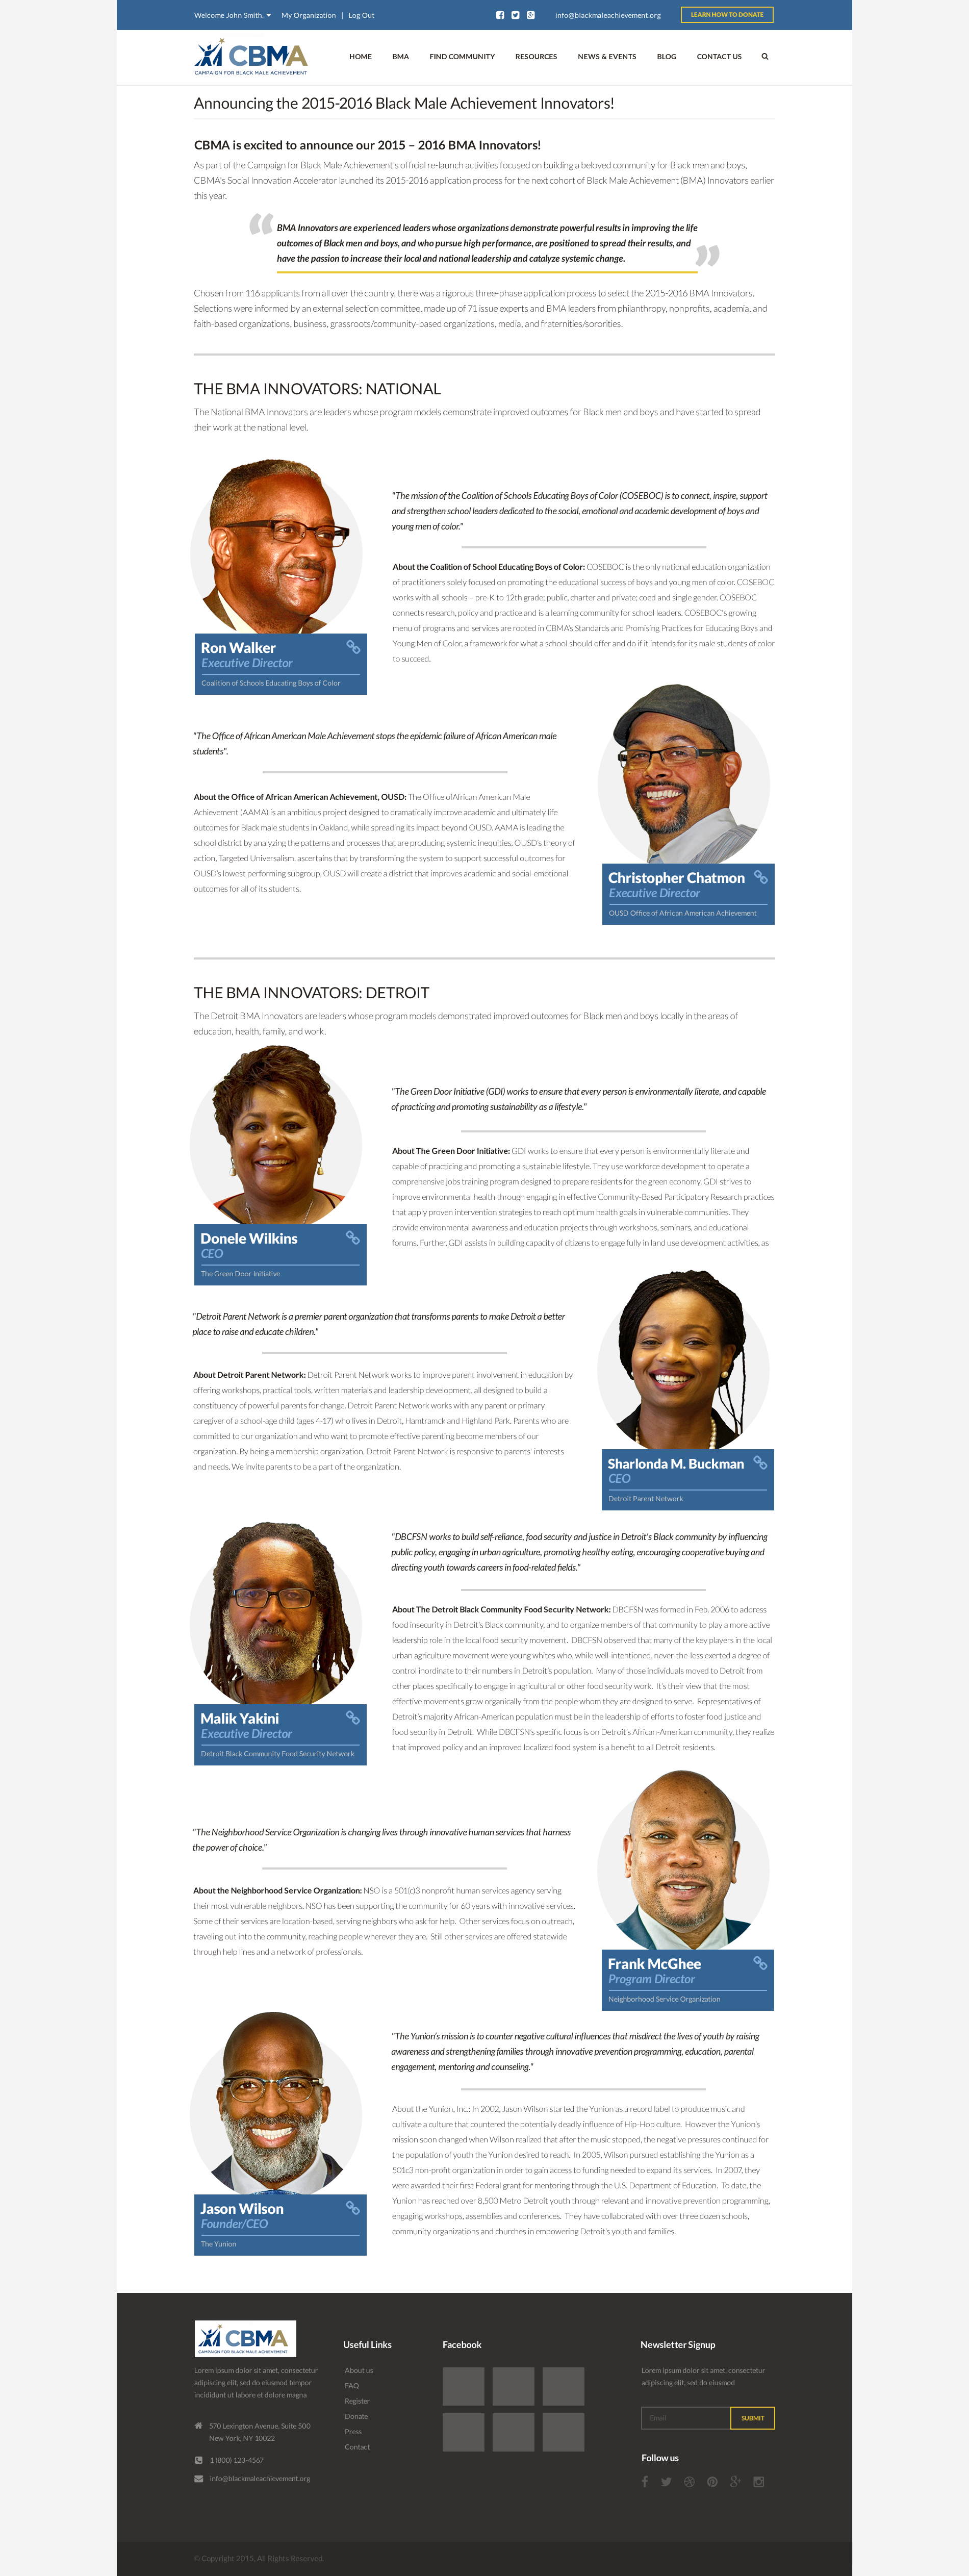 Welcome John Smith. My Organization | Log Out info@blackmaleachievement.org LEARN HOW TO DONATE
CBMA
CAMPAIGN FOR BLACK MALE ACHIEVEMENT
HOME BMA FIND COMMUNITY RESOURCES NEWS & EVENTS BLOG CONTACT US
Announcing the 2015-2016 Black Male Achievement Innovators!
CBMA is excited to announce our 2015 – 2016 BMA Innovators!
As part of the Campaign for Black Male Achievement's official re-launch activities focused on building a beloved community for Black men and boys,
CBMA's Social Innovation Accelerator launched its 2015-2016 application process for the next cohort of Black Male Achievement (BMA) Innovators earlier
this year.
“
BMA Innovators are experienced leaders whose organizations demonstrate powerful results in improving the life
outcomes of Black men and boys, and who pursue high performance, are positioned to spread their results, and
have the passion to increase their local and national leadership and catalyze systemic change.
”
Chosen from 116 applicants from all over the country, there was a rigorous three-phase application process to select the 2015-2016 BMA Innovators.
Selections were informed by an external selection committee, made up of 71 issue experts and BMA leaders from philanthropy, nonprofits, academia, and
faith-based organizations, business, grassroots/community-based organizations, media, and fraternities/sororities.
THE BMA INNOVATORS: NATIONAL
The National BMA Innovators are leaders whose program models demonstrate improved outcomes for Black men and boys and have started to spread
their work at the national level.
"The mission of the Coalition of Schools Educating Boys of Color (COSEBOC) is to connect, inspire, support
and strengthen school leaders dedicated to the social, emotional and academic development of boys and
young men of color."
About the Coalition of School Educating Boys of Color: COSEBOC is the only national education organization
of practitioners solely focused on promoting the educational success of boys and young men of color. COSEBOC
works with all schools – pre-K to 12th grade; public, charter and private; coed and single gender. COSEBOC
connects research, policy and practice and is a learning community for school leaders. COSEBOC's growing
menu of programs and services are rooted in CBMA's Standards and Promising Practices for Educating Boys and
Young Men of Color, a framework for what a school should offer and do if it intends for its male students of color
to succeed.
Ron Walker
Executive Director
Coalition of Schools Educating Boys of Color
"The Office of African American Male Achievement stops the epidemic failure of African American male
students".
About the Office of African American Achievement, OUSD: The Office ofAfrican American Male
Achievement (AAMA) is an ambitious project designed to dramatically improve academic and ultimately life
outcomes for Black male students in Oakland, while spreading its impact beyond OUSD. AAMA is leading the
school district by analyzing the patterns and processes that are producing systemic inequities. OUSD's theory of
action, Targeted Universalism, ascertains that by transforming the system to support successful outcomes for
OUSD's lowest performing subgroup, OUSD will create a district that improves academic and social-emotional
outcomes for all of its students.
Christopher Chatmon
Executive Director
OUSD Office of African American Achievement
THE BMA INNOVATORS: DETROIT
The Detroit BMA Innovators are leaders whose program models demonstrated improved outcomes for Black men and boys locally in the areas of
education, health, family, and work.
"The Green Door Initiative (GDI) works to ensure that every person is environmentally literate, and capable
of practicing and promoting sustainability as a lifestyle."
About The Green Door Initiative: GDI works to ensure that every person is environmentally literate and
capable of practicing and promoting a sustainable lifestyle. They use workforce development to operate a
comprehensive jobs training program designed to prepare residents for the green economy. GDI strives to
improve environmental health through engaging in effective Community-Based Participatory Research practices
that apply proven intervention strategies to reach optimum health goals in vulnerable communities. They
provide environmental awareness and education projects through workshops, seminars, and educational
forums. Further, GDI assists in building capacity of citizens to engage fully in land use development activities, as
Donele Wilkins
CEO
The Green Door Initiative
"Detroit Parent Network is a premier parent organization that transforms parents to make Detroit a better
place to raise and educate children."
About Detroit Parent Network: Detroit Parent Network works to improve parent involvement in education by
offering workshops, practical tools, written materials and leadership development, all designed to build a
constituency of powerful parents for change. Detroit Parent Network works with any parent or primary
caregiver of a school-age child (ages 4-17) who lives in Detroit, Hamtramck and Highland Park. Parents who are
committed to our organization and who want to promote effective parenting become members of our
organization. By being a membership organization, Detroit Parent Network is responsive to parents' interests
and needs. We invite parents to be a part of the organization.
Sharlonda M. Buckman
CEO
Detroit Parent Network
"DBCFSN works to build self-reliance, food security and justice in Detroit's Black community by influencing
public policy, engaging in urban agriculture, promoting healthy eating, encouraging cooperative buying and
directing youth towards careers in food-related fields."
About The Detroit Black Community Food Security Network: DBCFSN was formed in Feb. 2006 to address
food insecurity in Detroit's Black community, and to organize members of that community to play a more active
leadership role in the local food security movement. DBCFSN observed that many of the key players in the local
urban agriculture movement were young whites who, while well-intentioned, never-the-less exerted a degree of
control inordinate to their numbers in Detroit's population. Many of those individuals moved to Detroit from
other places specifically to engage in agricultural or other food security work. It's their view that the most
effective movements grow organically from the people whom they are designed to serve. Representatives of
Detroit's majority African-American population must be in the leadership of efforts to foster food justice and
food security in Detroit. While DBCFSN's specific focus is on Detroit's African-American community, they realize
that improved policy and an improved localized food system is a benefit to all Detroit residents.
Malik Yakini
Executive Director
Detroit Black Community Food Security Network
"The Neighborhood Service Organization is changing lives through innovative human services that harness
the power of choice."
About the Neighborhood Service Organization: NSO is a 501(c)3 nonprofit human services agency serving
their most vulnerable neighbors. NSO has been supporting the community for 60 years with innovative services.
Some of their services are location-based, serving neighbors who ask for help. Other services focus on outreach,
traveling out into the community, reaching people wherever they are. Still other services are offered statewide
through help lines and a network of professionals.
Frank McGhee
Program Director
Neighborhood Service Organization
"The Yunion's mission is to counter negative cultural influences that misdirect the lives of youth by raising
awareness and strengthening families through innovative prevention programming, education, parental
engagement, mentoring and counseling."
About the Yunion, Inc.: In 2002, Jason Wilson started the Yunion as a record label to produce music and
cultivate a culture that countered the potentially deadly influence of Hip-Hop culture. However the Yunion's
mission soon changed when Wilson realized that after the music stopped, the negative pressures continued for
the population of youth the Yunion desired to reach. In 2005, Wilson pursued establishing the Yunion as a
501c3 non-profit organization in order to gain access to funding needed to expand its services. In 2007, they
were awarded their first Federal grant for mentoring through the U.S. Department of Education. To date, the
Yunion has reached over 8,500 Metro Detroit youth through relevant and innovative prevention programming,
engaging workshops, assemblies and conferences. They have collaborated with over three dozen schools,
community organizations and churches in empowering Detroit's youth and families.
Jason Wilson
Founder/CEO
The Yunion
CBMA
CAMPAIGN FOR BLACK MALE ACHIEVEMENT
Lorem ipsum dolor sit amet, consectetur
adipiscing elit, sed do eiusmod tempor
incididunt ut labore et dolore magna
570 Lexington Avenue, Suite 500
New York, NY 10022
1 (800) 123-4567
info@blackmaleachievement.org
Useful Links
About us
FAQ
Register
Donate
Press
Contact
Facebook
Newsletter Signup
Lorem ipsum dolor sit amet, consectetur
adipiscing elit, sed do eiusmod
Email SUBMIT
Follow us
© Copyright 2015. All Rights Reserved.